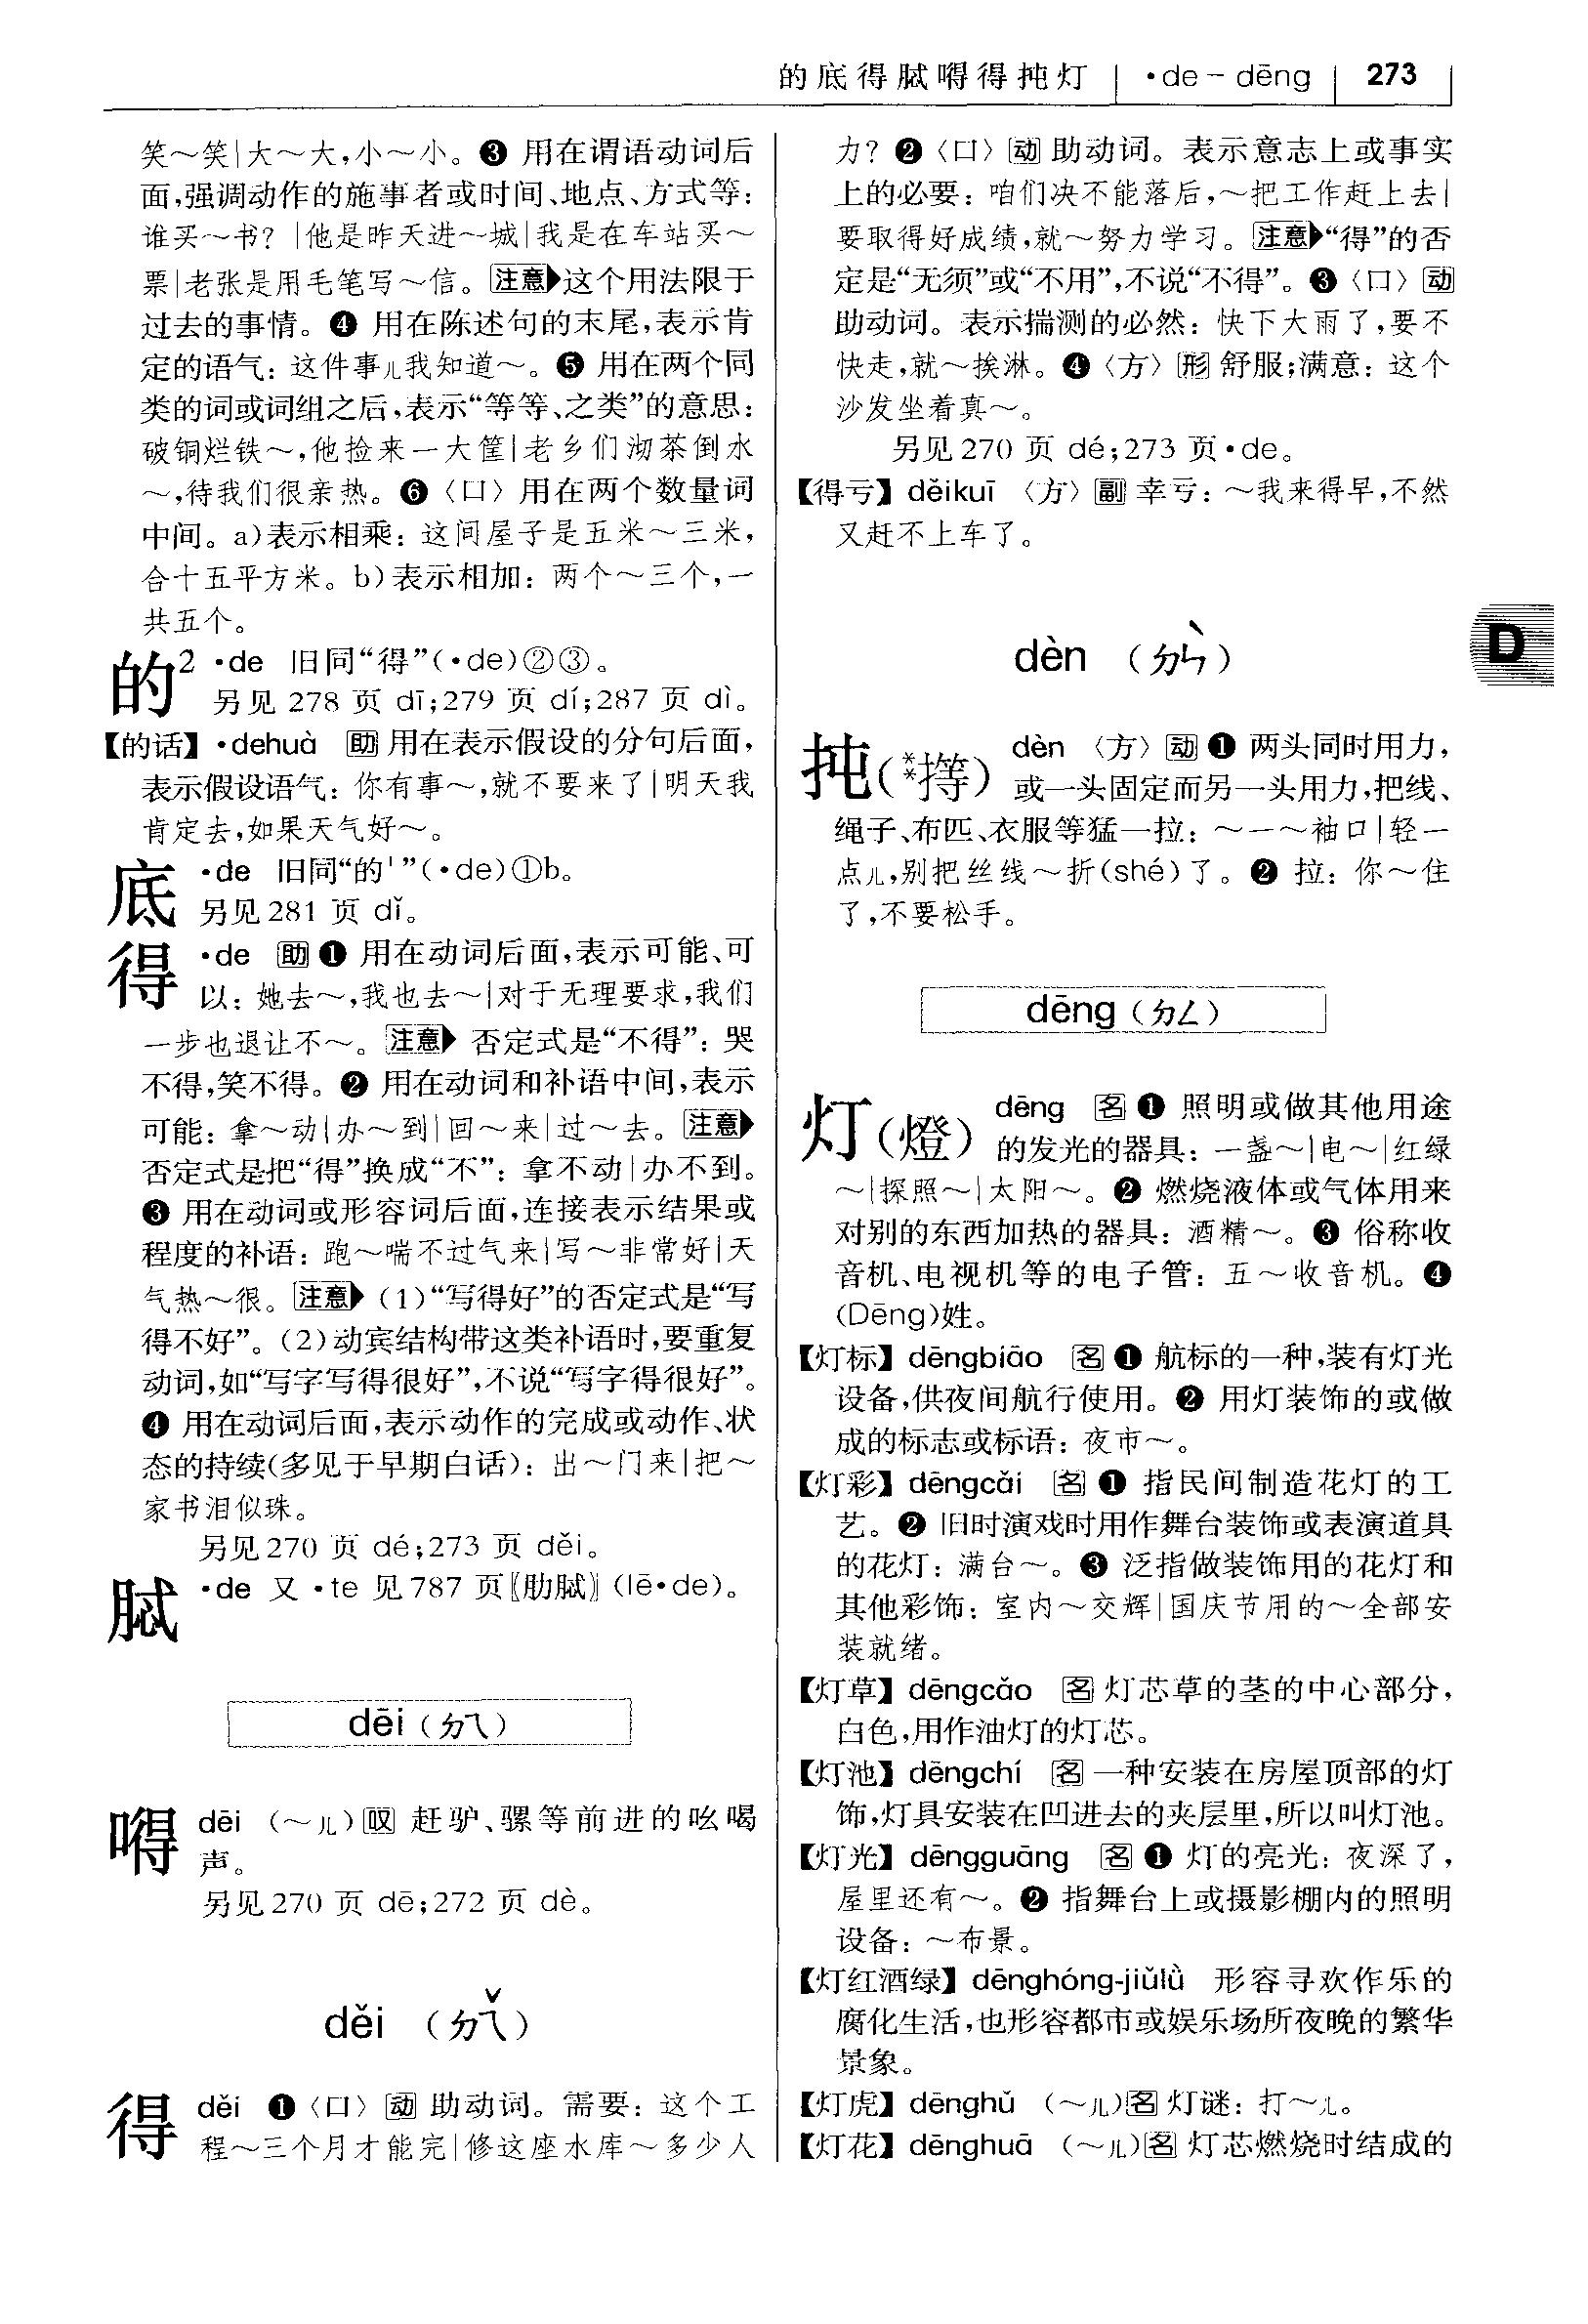 的底得脦嘚得扽灯 ·de－dēng 273
笑～笑|大～大,小～小。❸ 用在谓语动词后
面,强调动作的施事者或时间、地点、方式等:
谁买～书? |他是昨天进～城|我是在车站买～
票|老张是用毛笔写～信。注意▶这个用法限于
过去的事情。❹ 用在陈述句的末尾,表示肯
定的语气: 这件事儿我知道～。❺ 用在两个同
类的词或词组之后,表示“等等、之类”的意思:
破铜烂铁～,他捡来一大筐|老乡们沏茶倒水
～,待我们很亲热。❻〈口〉用在两个数量词
中间。a)表示相乘: 这间屋子是五米～三米,
合十五平方米。b)表示相加: 两个～三个,一
共五个。
的² ·de 旧同“得”(·de)②③。
另见 278 页 dī;279 页 dí;287 页 dì。
【的话】·dehuà 助 用在表示假设的分句后面,
表示假设语气: 你有事～,就不要来了|明天我
肯定去,如果天气好～。
底 ·de 旧同“的¹”(·de)①b。
另见281 页 dǐ。
得 ·de 助 ❶ 用在动词后面,表示可能、可
以: 她去～,我也去～|对于无理要求,我们
一步也退让不～。注意▶ 否定式是“不得”: 哭
不得,笑不得。❷ 用在动词和补语中间,表示
可能: 拿～动|办～到|回～来|过～去。注意▶
否定式是把“得”换成“不”: 拿不动|办不到。
❸ 用在动词或形容词后面,连接表示结果或
程度的补语: 跑～喘不过气来|写～非常好|天
气热～很。注意▶ (1)“写得好”的否定式是“写
得不好”。(2)动宾结构带这类补语时,要重复
动词,如“写字写得很好”,不说“写字得很好”。
❹ 用在动词后面,表示动作的完成或动作、状
态的持续(多见于早期白话): 出～门来|把～
家书泪似珠。
另见270 页 dé;273 页 děi。
脦 ·de 又 ·te 见787 页〖肋脦〗(lē·de)。
dēi (ㄉㄟ)
嘚 dēi (～儿)叹 赶驴、骡等前进的吆喝
声。
另见270 页 dē;272 页 dè。
děi (ㄉㄟˇ)
得 děi ❶〈口〉动 助动词。需要: 这个工
程～三个月才能完|修这座水库～多少人
力? ❷〈口〉动 助动词。表示意志上或事实
上的必要: 咱们决不能落后,～把工作赶上去|
要取得好成绩,就～努力学习。注意▶“得”的否
定是“无须”或“不用”,不说“不得”。❸〈口〉动
助动词。表示揣测的必然: 快下大雨了,要不
快走,就～挨淋。❹〈方〉形 舒服;满意: 这个
沙发坐着真～。
另见270 页 dé;273 页·de。
【得亏】děikuī 〈方〉副 幸亏: ～我来得早,不然
又赶不上车了。
D
dèn (ㄉㄣˋ)
扽(**撜) dèn 〈方〉动 ❶ 两头同时用力,
或一头固定而另一头用力,把线、
绳子、布匹、衣服等猛一拉: ～一～袖口|轻一
点儿,别把丝线～折(shé)了。❷ 拉: 你～住
了,不要松手。
dēng (ㄉㄥ)
灯(燈) dēng 名 ❶ 照明或做其他用途
的发光的器具: 一盏～|电～|红绿
～|探照～|太阳～。❷ 燃烧液体或气体用来
对别的东西加热的器具: 酒精～。❸ 俗称收
音机、电视机等的电子管: 五～收音机。❹
(Dēng)姓。
【灯标】dēngbiāo 名 ❶ 航标的一种,装有灯光
设备,供夜间航行使用。❷ 用灯装饰的或做
成的标志或标语: 夜市～。
【灯彩】dēngcǎi 名 ❶ 指民间制造花灯的工
艺。❷ 旧时演戏时用作舞台装饰或表演道具
的花灯: 满台～。❸ 泛指做装饰用的花灯和
其他彩饰: 室内～交辉|国庆节用的～全部安
装就绪。
【灯草】dēngcǎo 名 灯芯草的茎的中心部分,
白色,用作油灯的灯芯。
【灯池】dēngchí 名 一种安装在房屋顶部的灯
饰,灯具安装在凹进去的夹层里,所以叫灯池。
【灯光】dēngguāng 名 ❶ 灯的亮光: 夜深了,
屋里还有～。❷ 指舞台上或摄影棚内的照明
设备: ～布景。
【灯红酒绿】dēnghóng-jiǔlǜ 形容寻欢作乐的
腐化生活,也形容都市或娱乐场所夜晚的繁华
景象。
【灯虎】dēnghǔ (～儿)名 灯谜: 打～儿。
【灯花】dēnghuā (～儿)名 灯芯燃烧时结成的